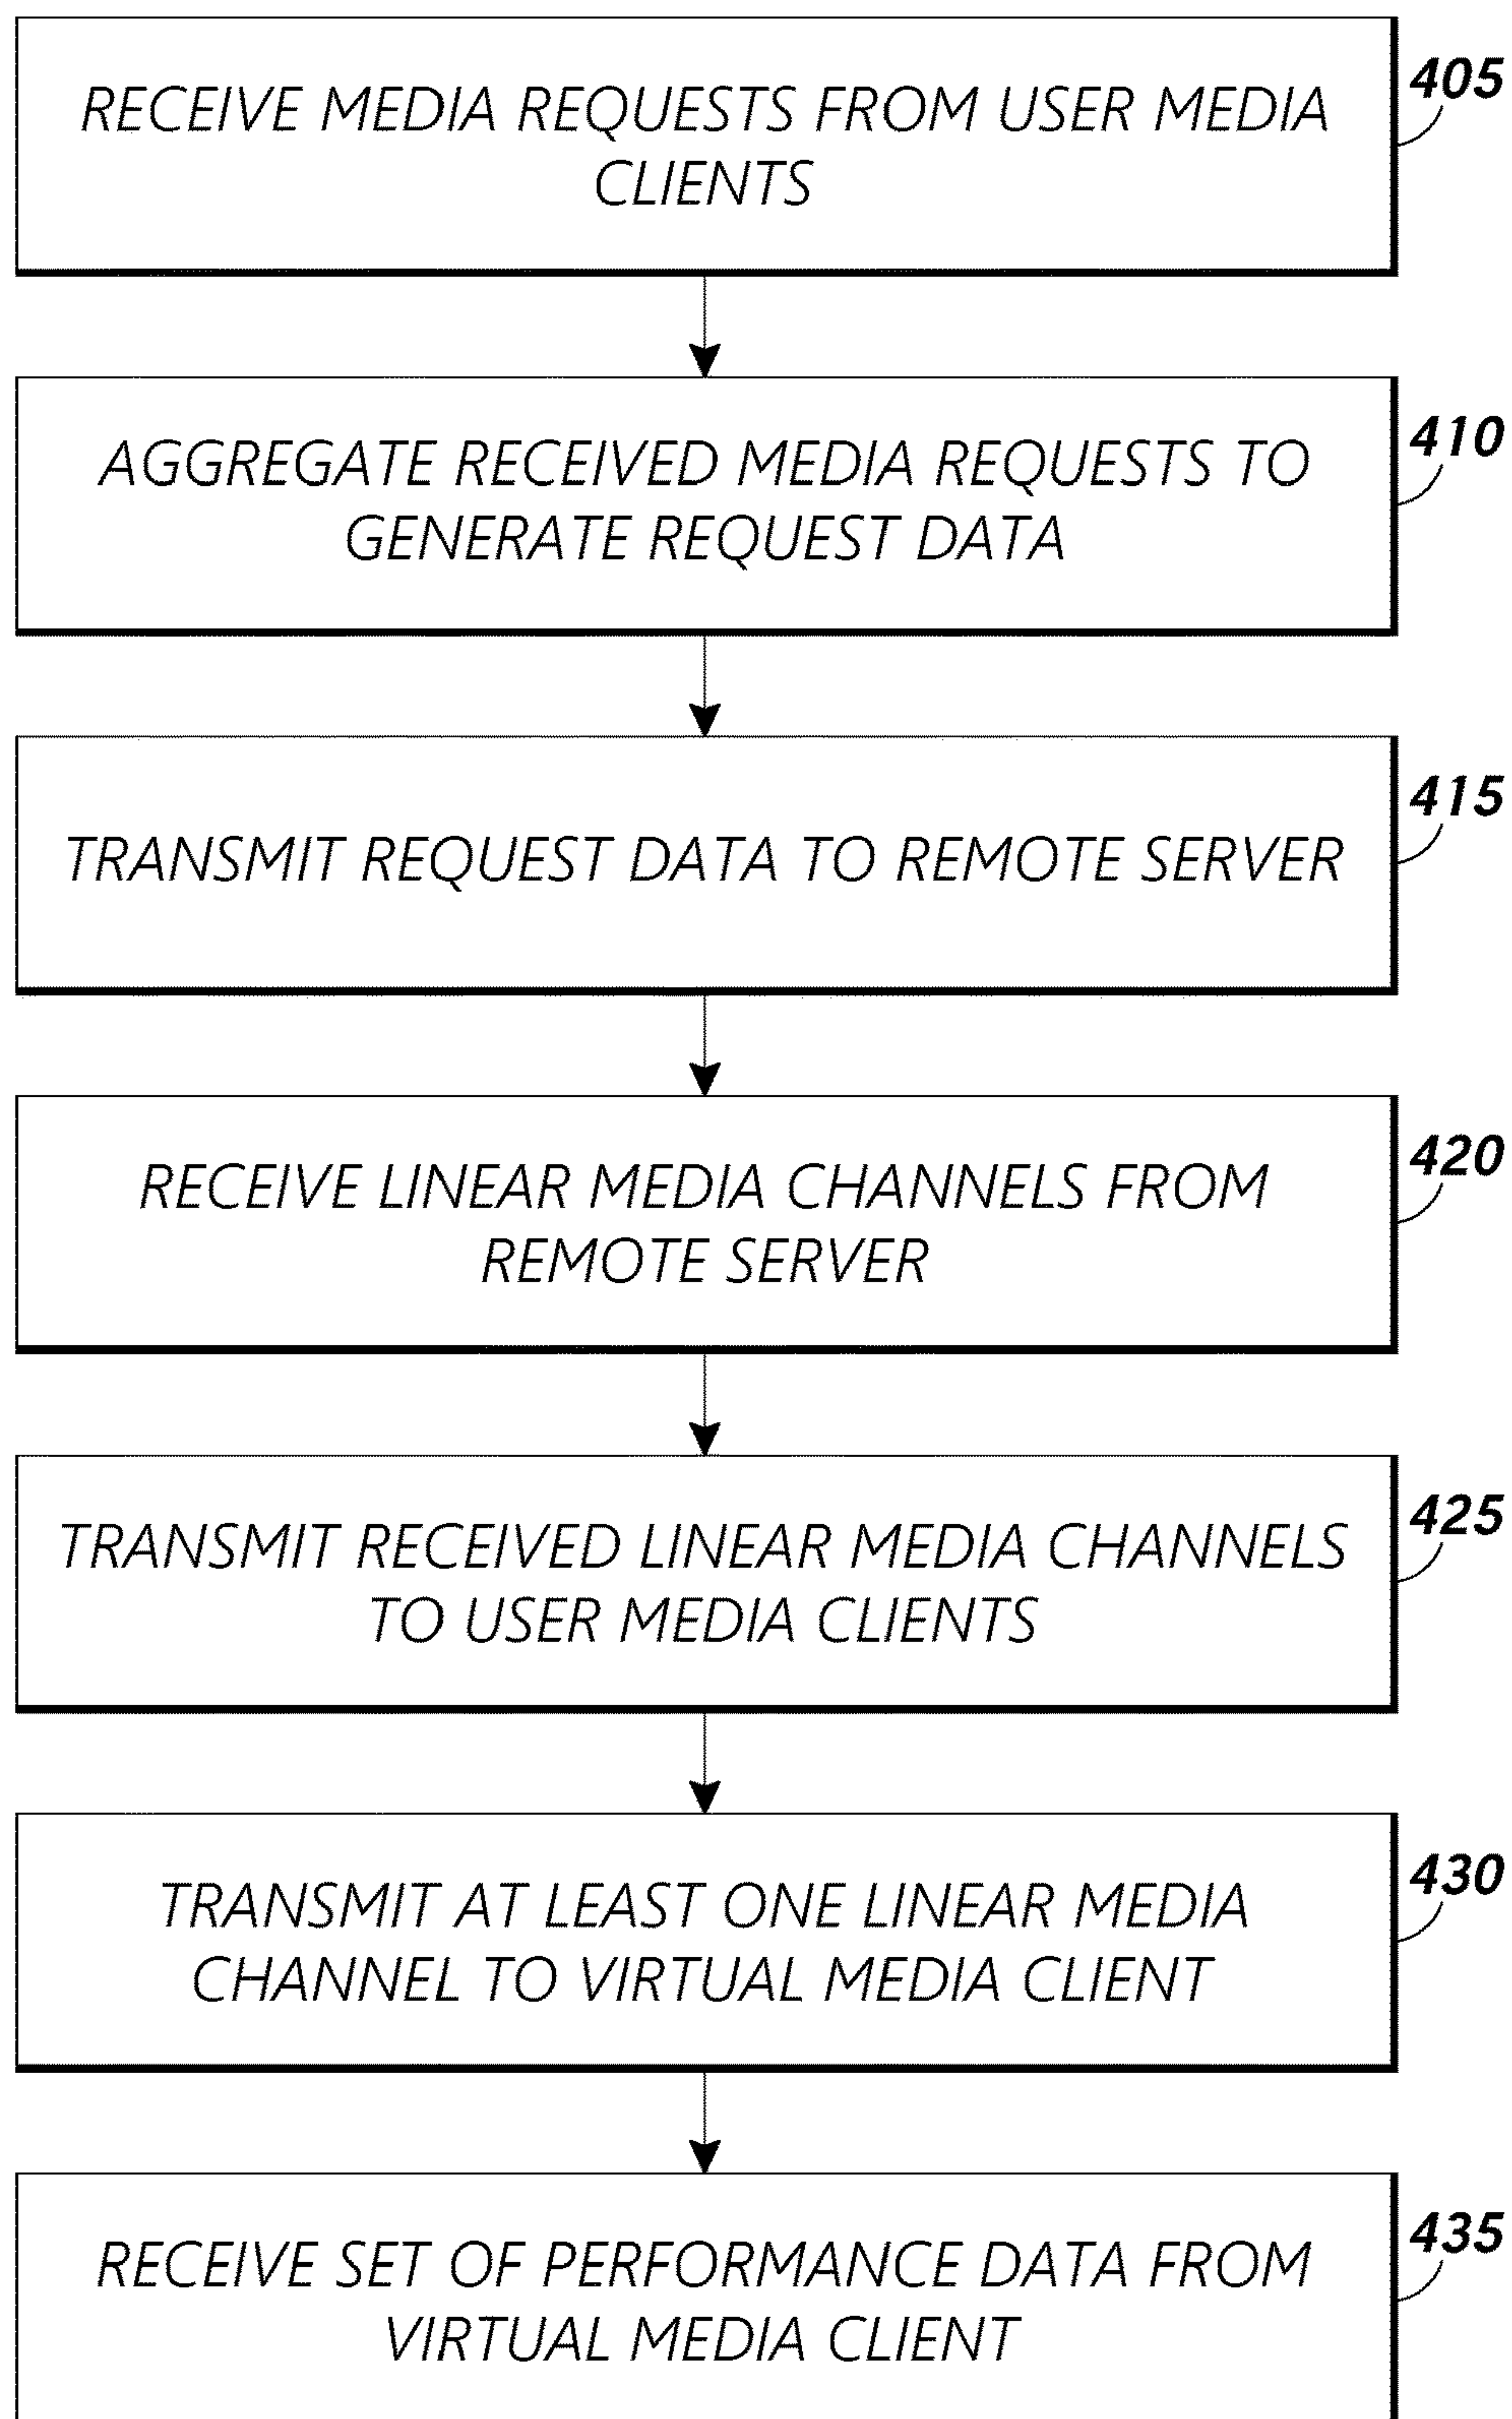 RECEIVE MEDIA REQUESTS FROM USER MEDIA
CLIENTS
405
AGGREGATE RECEIVED MEDIA REQUESTS TO
GENERATE REQUEST DATA
410
TRANSMIT REQUEST DATA TO REMOTE SERVER
415
RECEIVE LINEAR MEDIA CHANNELS FROM
REMOTE SERVER
420
TRANSMIT RECEIVED LINEAR MEDIA CHANNELS
TO USER MEDIA CLIENTS
425
TRANSMIT AT LEAST ONE LINEAR MEDIA
CHANNEL TO VIRTUAL MEDIA CLIENT
430
RECEIVE SET OF PERFORMANCE DATA FROM
VIRTUAL MEDIA CLIENT
435